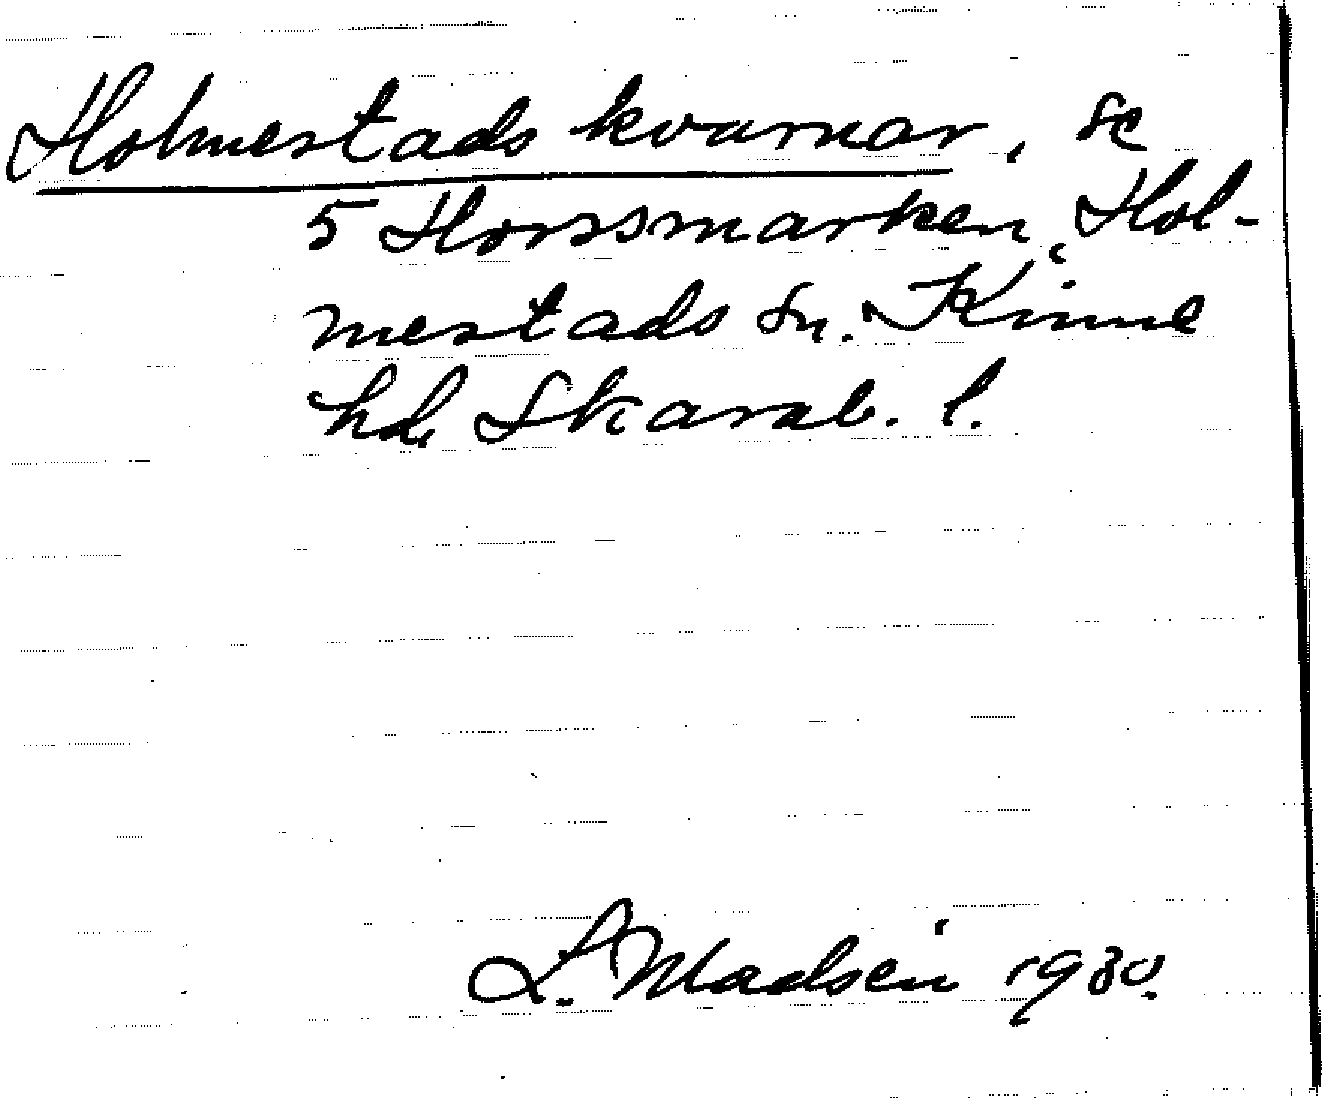 Holmestads kvarnar, se
5 Horssmarken, Hol-
mestads sn. Kinne
hd, Skarab. l.
L. Madsen 1930.